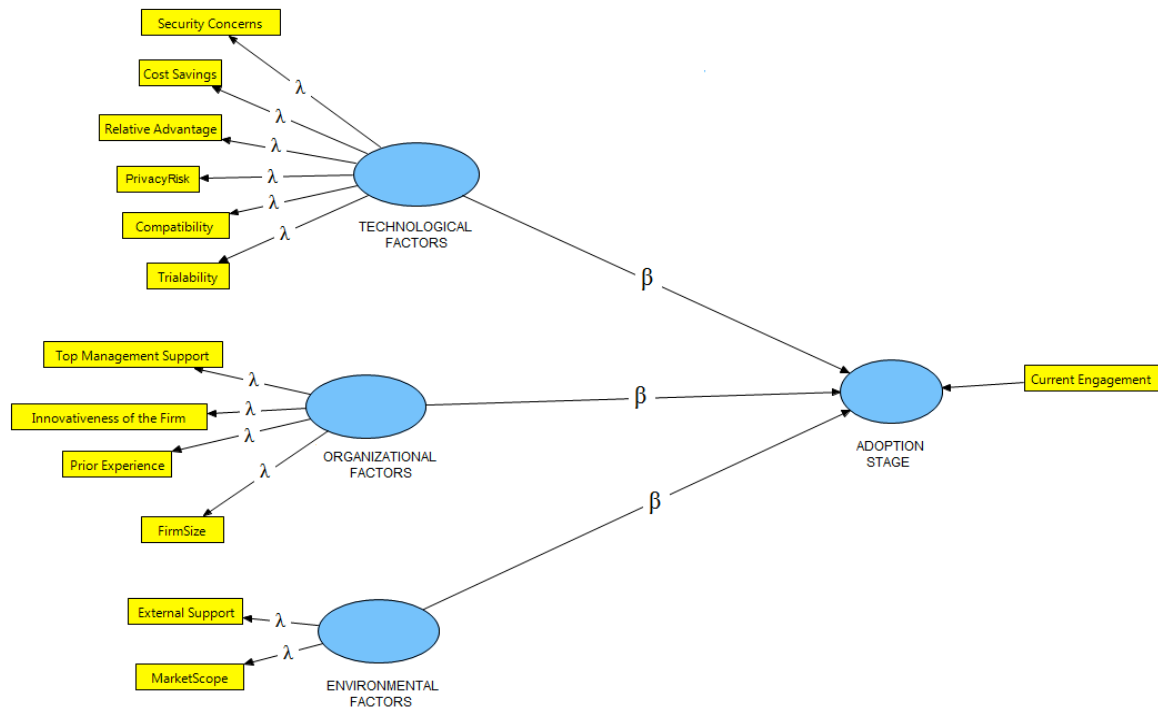 Security Concerns
λ
Cost Savings
λ
Relative Advantage
λ
PrivacyRisk
λ
Compatibility
λ
Trialability
λ
TECHNOLOGICAL
FACTORS
β
Top Management Support
λ
Innovativeness of the Firm
λ
Prior Experience
λ
FirmSize
λ
ORGANIZATIONAL
FACTORS
β
Current Engagement
ADOPTION
STAGE
External Support
λ
MarketScope
λ
ENVIRONMENTAL
FACTORS
β